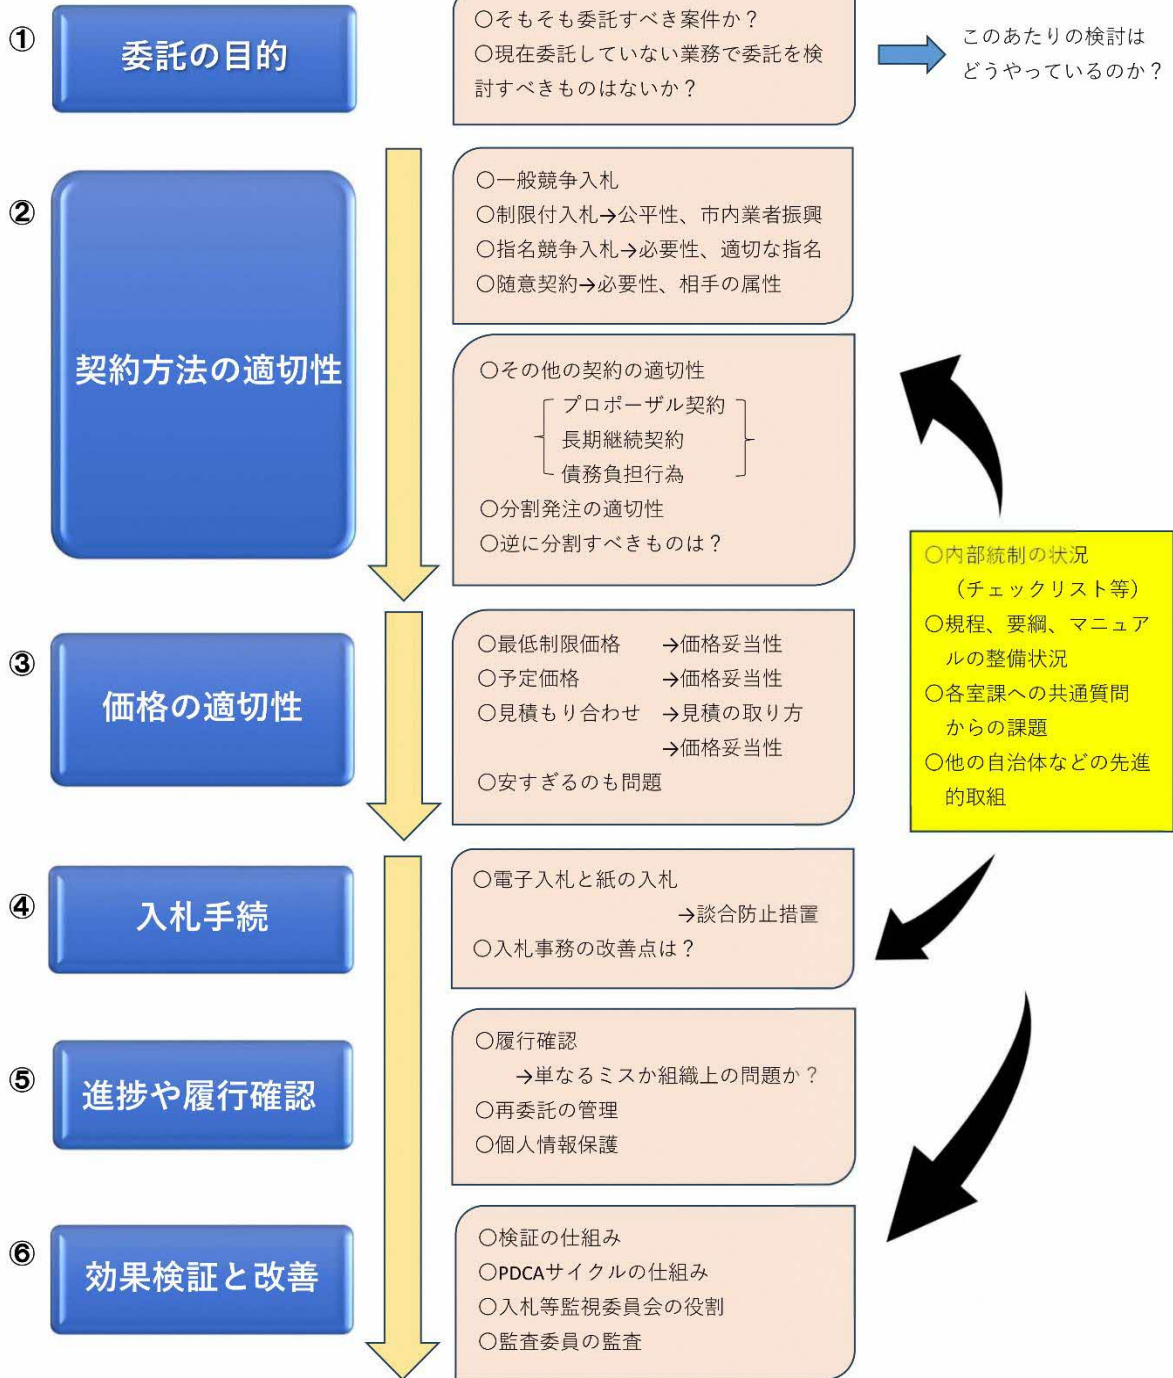 ①
委託の目的
○そもそも委託すべき案件か？
○現在委託していない業務で委託を検
討すべきものはないか？
このあたりの検討は
どうやっているのか？
②
契約方法の適切性
○一般競争入札
○制限付入札→公平性、市内業者振興
○指名競争入札→必要性、適切な指名
○随意契約→必要性、相手の属性
○その他の契約の適切性
プロポーザル契約
長期継続契約
債務負担行為
○分割発注の適切性
○逆に分割すべきものは？
○内部統制の状況
（チェックリスト等）
○規程、要綱、マニュア
ルの整備状況
○各室課への共通質問
からの課題
○他の自治体などの先進
的取組
③
価格の適切性
○最低制限価格 →価格妥当性
○予定価格 →価格妥当性
○見積もり合わせ →見積の取り方
→価格妥当性
○安すぎるのも問題
④
入札手続
○電子入札と紙の入札
→談合防止措置
○入札事務の改善点は？
⑤
進捗や履行確認
○履行確認
→単なるミスか組織上の問題か？
○再委託の管理
○個人情報保護
⑥
効果検証と改善
○検証の仕組み
○PDCAサイクルの仕組み
○入札等監視委員会の役割
○監査委員の監査